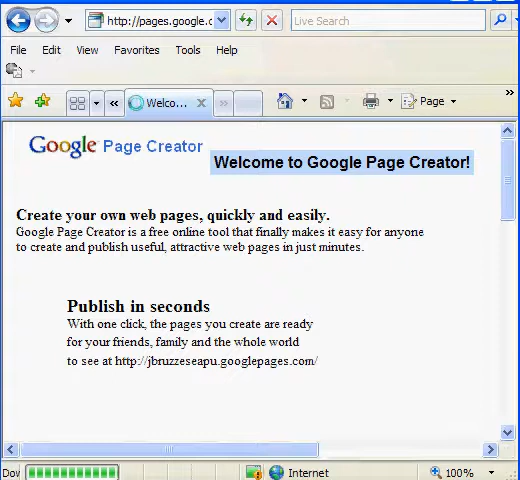 http://pages.google.c
Live Search
File Edit View Favorites Tools Help
Welco...
Page
Google Page Creator
Welcome to Google Page Creator!
Create your own web pages, quickly and easily.
Google Page Creator is a free online tool that finally makes it easy for anyone
to create and publish useful, attractive web pages in just minutes.
Publish in seconds
With one click, the pages you create are ready
for your friends, family and the whole world
to see at http://jbruzzeseapu.googlepages.com/
Dow
Internet
100%